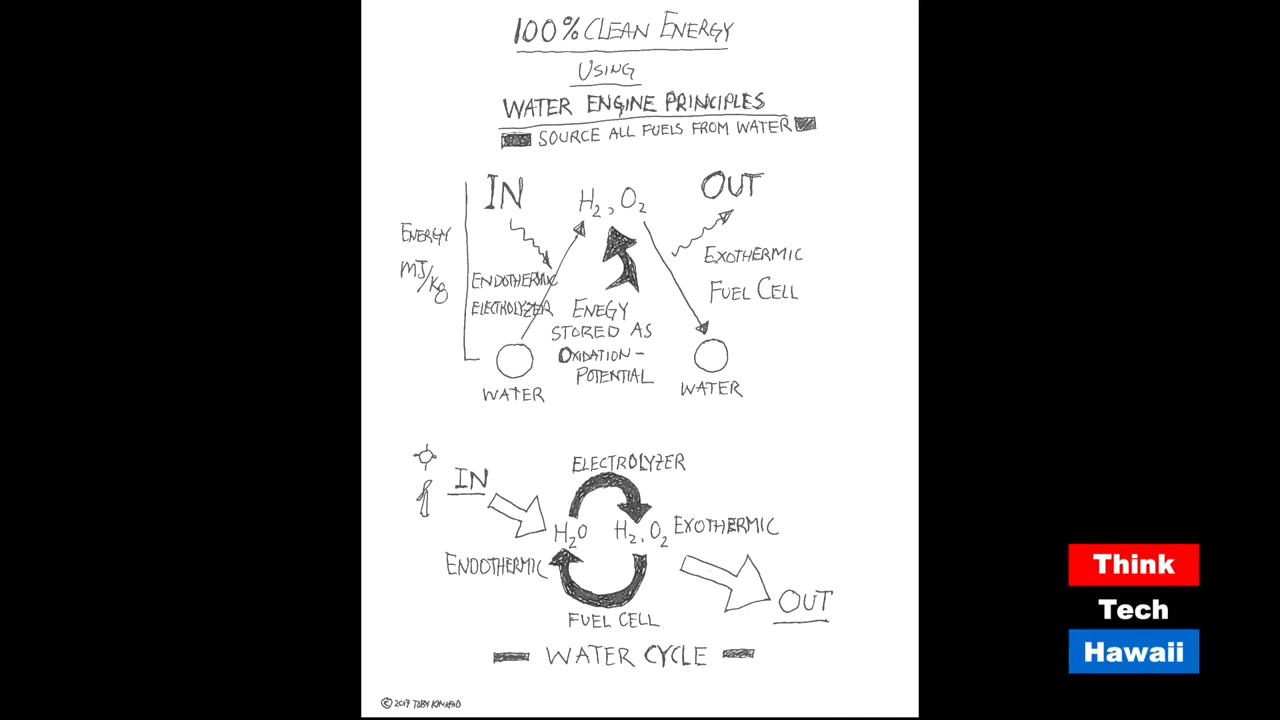 100% CLEAN ENERGY
USING
WATER ENGINE PRINCIPLES
SOURCE ALL FUELS FROM WATER
IN
H2, O2
OUT
ENERGY
MJ/Kg
ENDOTHERMIC
ELECTROLYZER
ENEGY
STORED AS
OXIDATION-
POTENTIAL
EXOTHERMIC
FUEL CELL
WATER
WATER
IN
ELECTROLYZER
H2O
H2, O2
EXOTHERMIC
ENDOTHERMIC
FUEL CELL
OUT
WATER CYCLE
© 2017 TOBY
Think
Tech
Hawaii